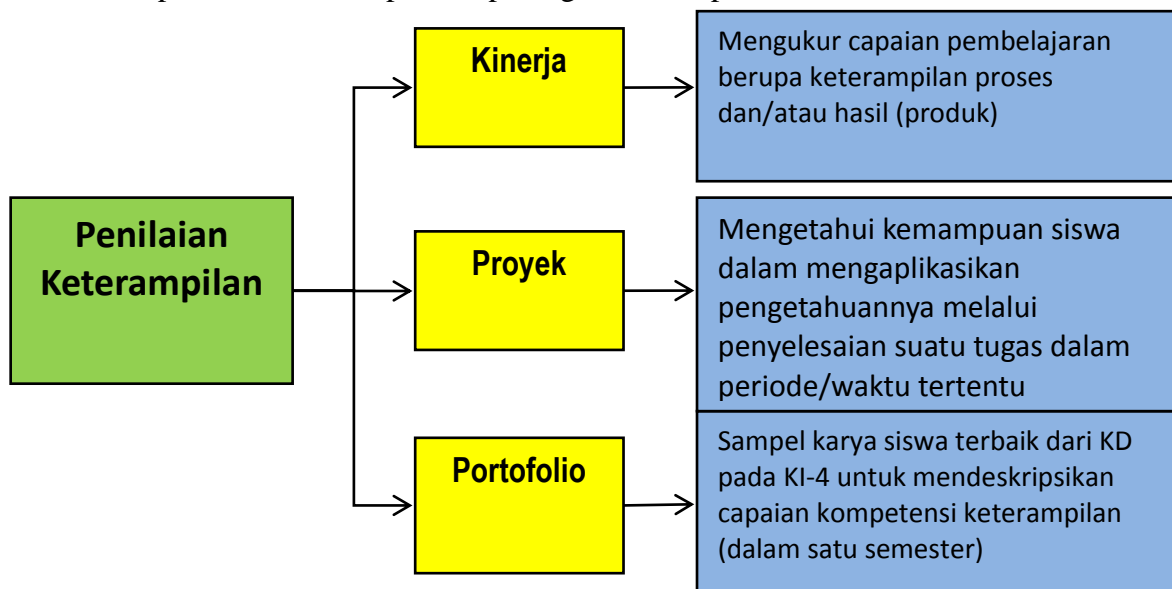 Kinerja
Mengukur capaian pembelajaran
berupa keterampilan proses
dan/atau hasil (produk)
Penilaian
Keterampilan
Proyek
Mengetahui kemampuan siswa
dalam mengaplikasikan
pengetahuannya melalui
penyelesaian suatu tugas dalam
periode/waktu tertentu
Portofolio
Sampel karya siswa terbaik dari KD
pada KI-4 untuk mendeskripsikan
capaian kompetensi keterampilan
(dalam satu semester)